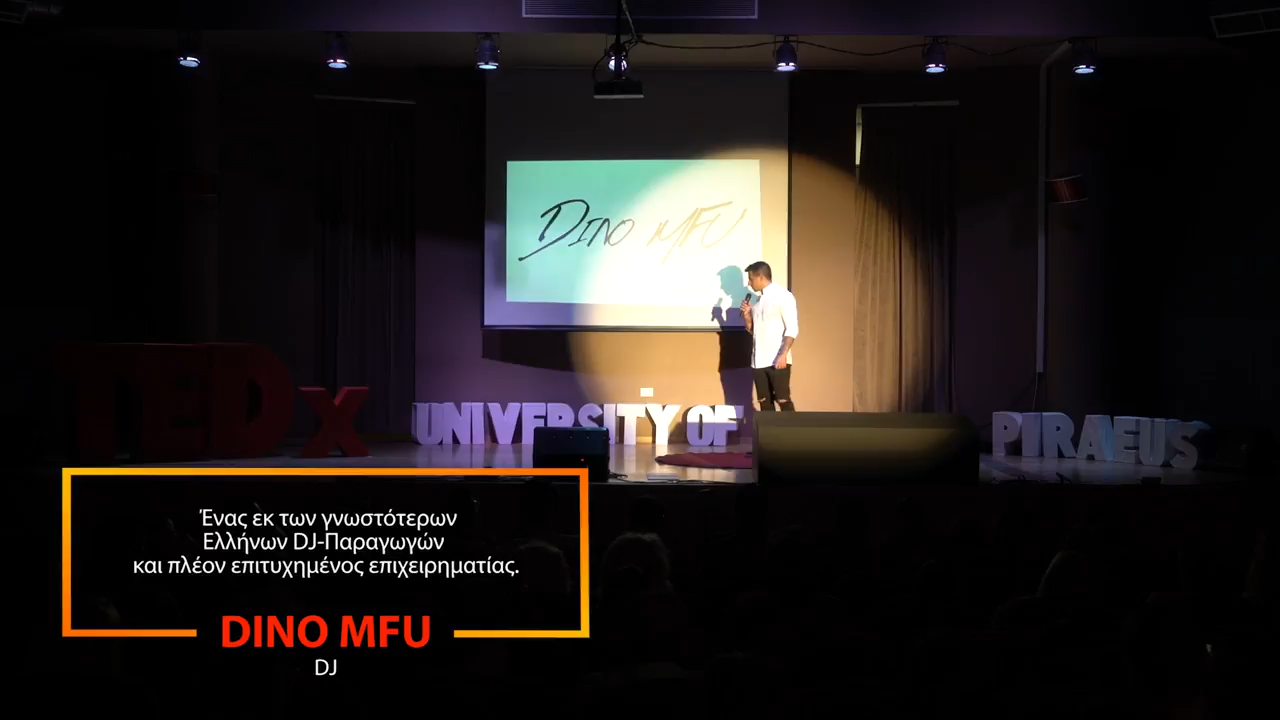 DINO MFU
TEDx
UNIVERSITY OF
PIRAEUS
Ένας εκ των γνωστότερων
Ελλήνων DJ-Παραγωγών
και πλέον επιτυχημένος επιχειρηματίας.
DINO MFU
DJ